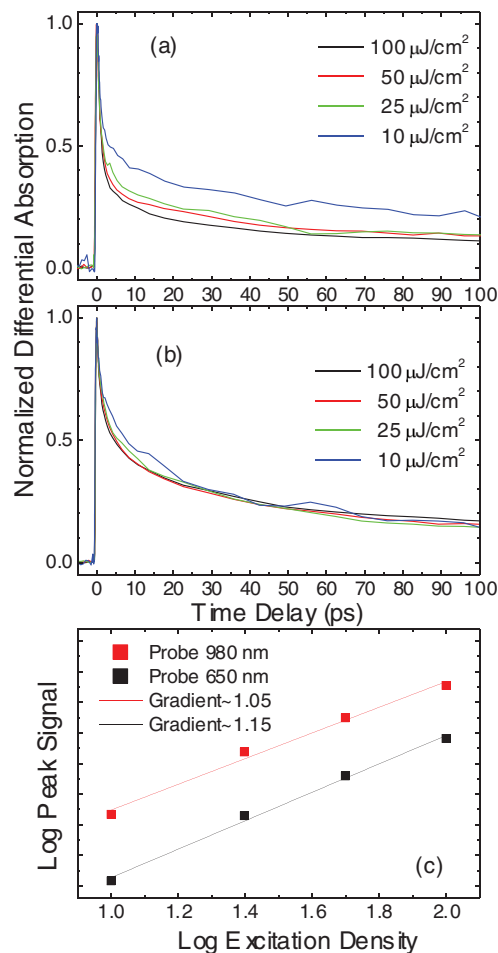 Normalized Differential Absorption
(a)
100 µJ/cm²
50 µJ/cm²
25 µJ/cm²
10 µJ/cm²
1.0
0.5
0.0
0 10 20 30 40 50 60 70 80 90 100
(b)
100 µJ/cm²
50 µJ/cm²
25 µJ/cm²
10 µJ/cm²
1.0
0.5
0.0
0 10 20 30 40 50 60 70 80 90 100
Time Delay (ps)
Probe 980 nm
Probe 650 nm
Gradient~1.05
Gradient~1.15
Log Peak Signal
(c)
1.0 1.2 1.4 1.6 1.8 2.0
Log Excitation Density